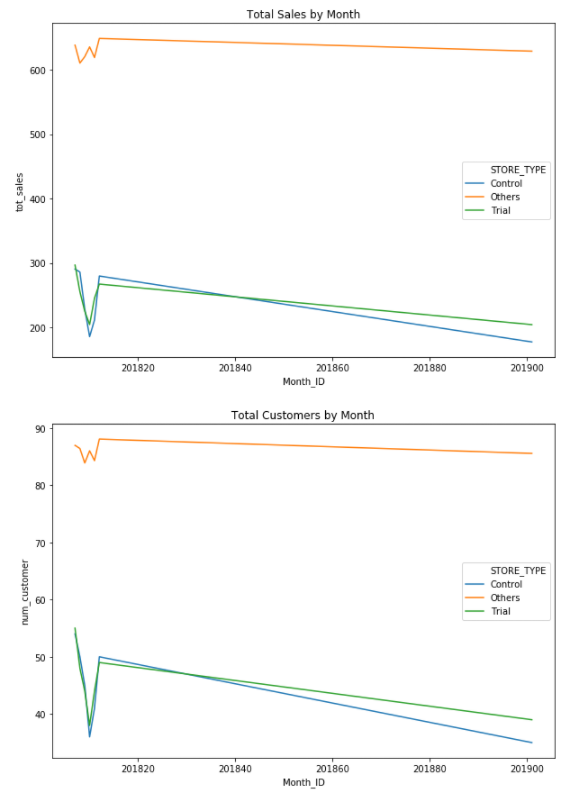 Total Sales by Month
600
500
400
300
200
tot_sales
STORE_TYPE
Control
Others
Trial
201820 201840 201860 201880 201900
Month_ID
Total Customers by Month
90
80
70
60
50
40
num_customer
STORE_TYPE
Control
Others
Trial
201820 201840 201860 201880 201900
Month_ID